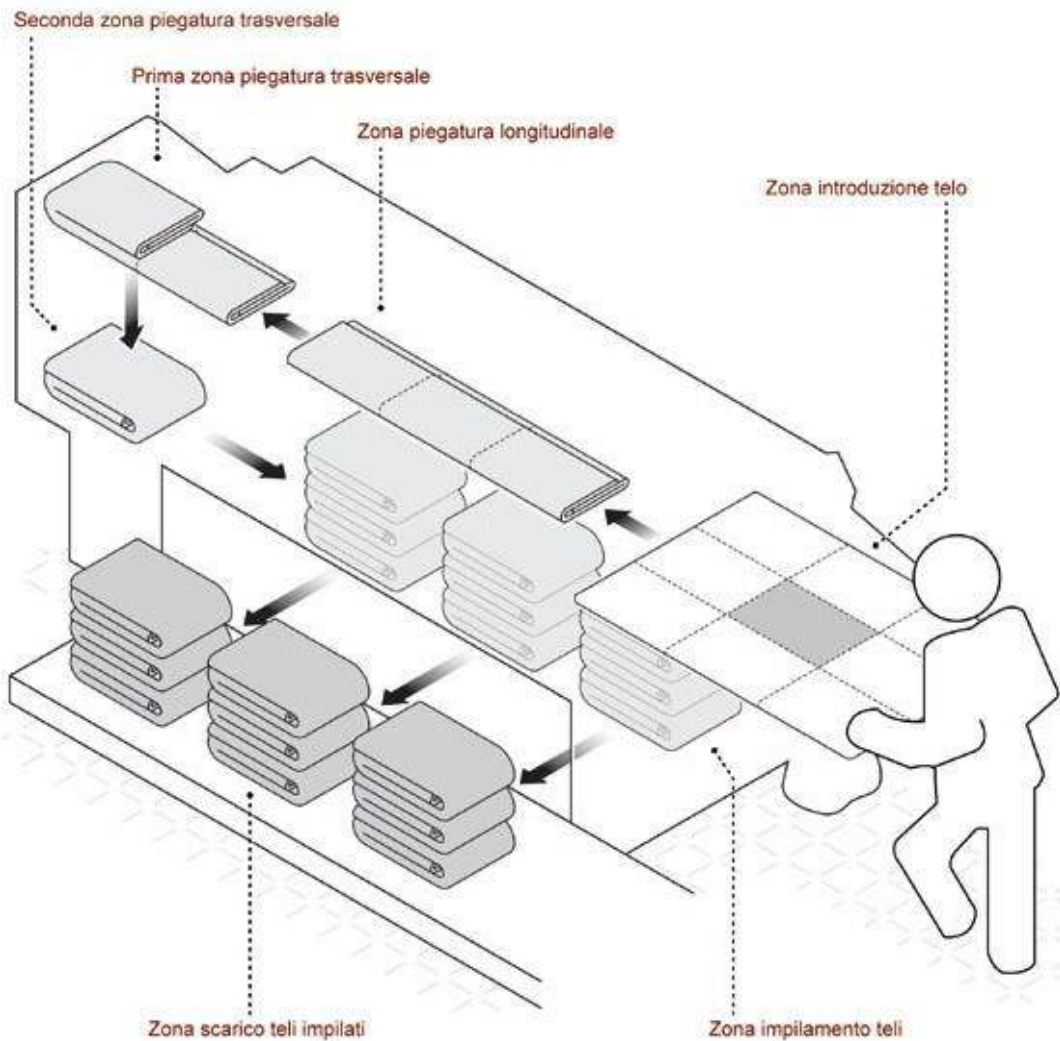 Seconda zona piegatura trasversale
Prima zona piegatura trasversale
Zona piegatura longitudinale
Zona introduzione telo
Zona scarico teli impilati
Zona impilamento teli